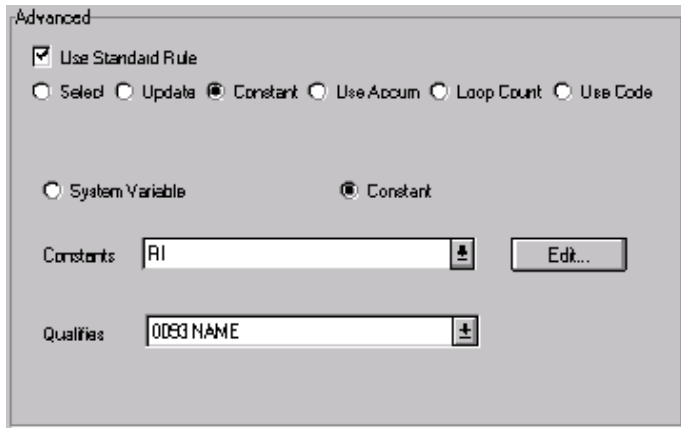 Advanced
Use Standard Rule
Select Update Constant Use Accum Loop Count Use Code
System Variable Constant
Constants RI Edit...
Qualifies 0093 NAME